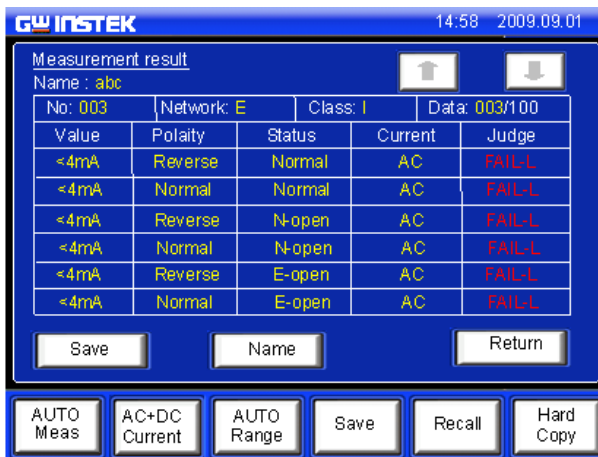 GW INSTEK 14:58 2009.09.01
Measurement result
Name : abc
No: 003 Network: E Class: I Data: 003/100
Value Polaity Status Current Judge
<4mA Reverse Normal AC FAIL-L
<4mA Normal Normal AC FAIL-L
<4mA Reverse N-open AC FAIL-L
<4mA Normal N-open AC FAIL-L
<4mA Reverse E-open AC FAIL-L
<4mA Normal E-open AC FAIL-L
Save Name Return
AUTO Meas AC+DC Current AUTO Range Save Recall Hard Copy